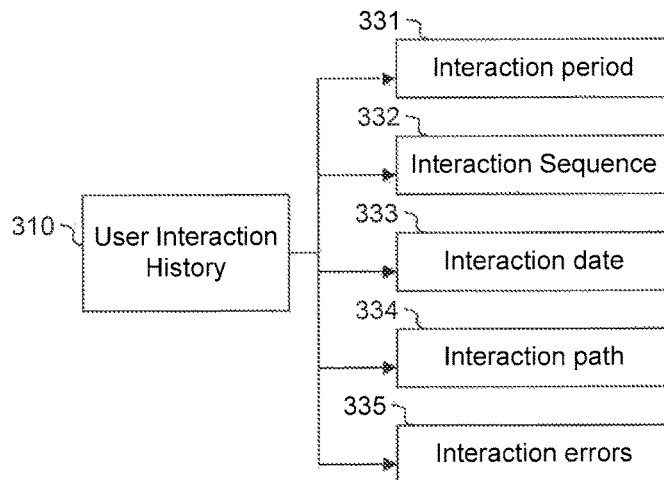 331
Interaction period
332
Interaction Sequence
310
User Interaction
History
333
Interaction date
334
Interaction path
335
Interaction errors